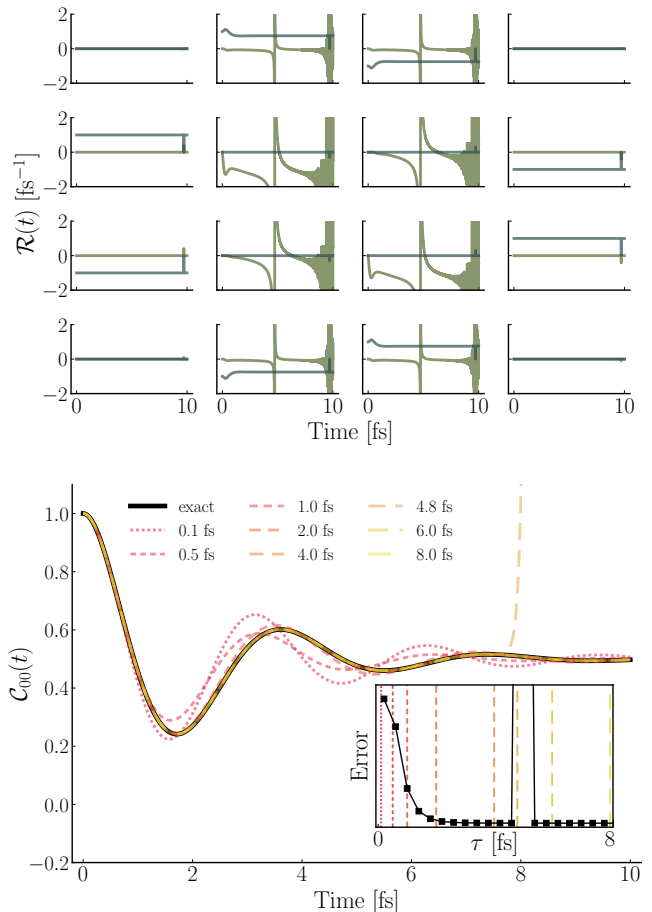 2
0
−2
2
0
−2
2
0
−2
2
0
−2
ℛ(t) [fs⁻¹]
0 10 0 10 0 10 0 10
Time [fs]
exact 1.0 fs 4.8 fs
0.1 fs 2.0 fs 6.0 fs
0.5 fs 4.0 fs 8.0 fs
1.0
0.8
0.6
0.4
0.2
0.0
-0.2
𝒞₀₀(t)
Error
0 τ [fs] 8
0 2 4 6 8 10
Time [fs]